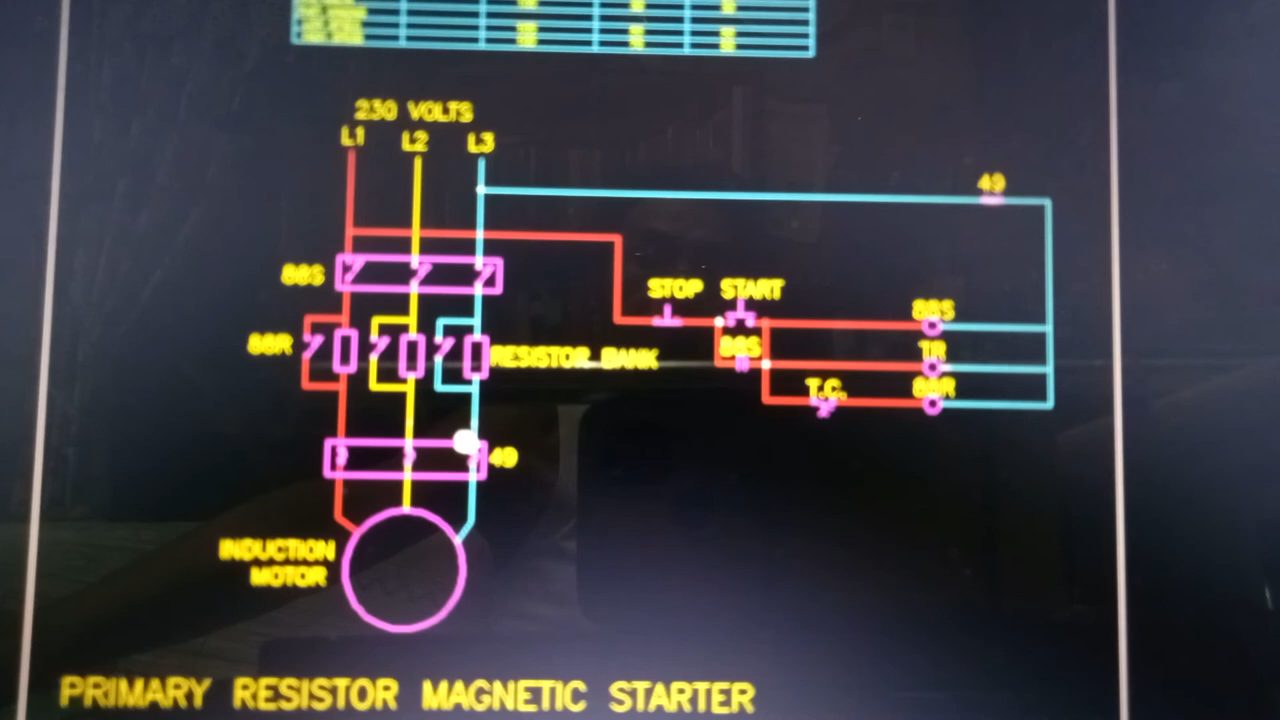 230 VOLTS
L1 L2 L3
49
88S
STOP START
88S
88R
RESISTOR BANK
88S
TR
T.C.
88R
49
INDUCTION
MOTOR
PRIMARY RESISTOR MAGNETIC STARTER